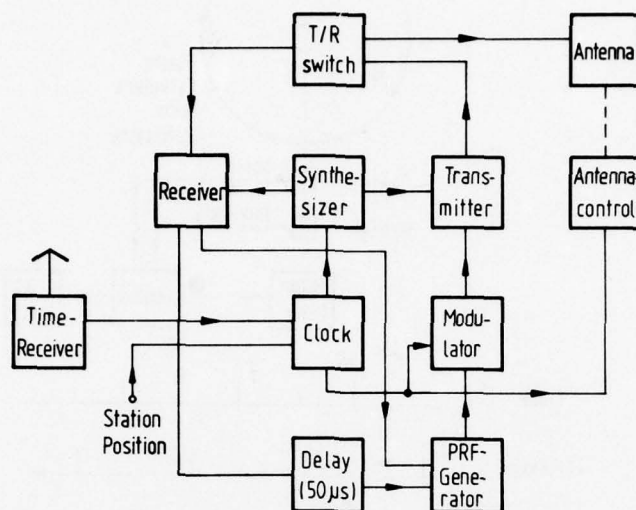 T/R
switch
Antenna
Receiver
Synthe-
sizer
Trans-
mitter
Antenna-
control
Time-
Receiver
Clock
Modu-
lator
Station
Position
Delay
(50µs)
PRF-
Gene-
rator